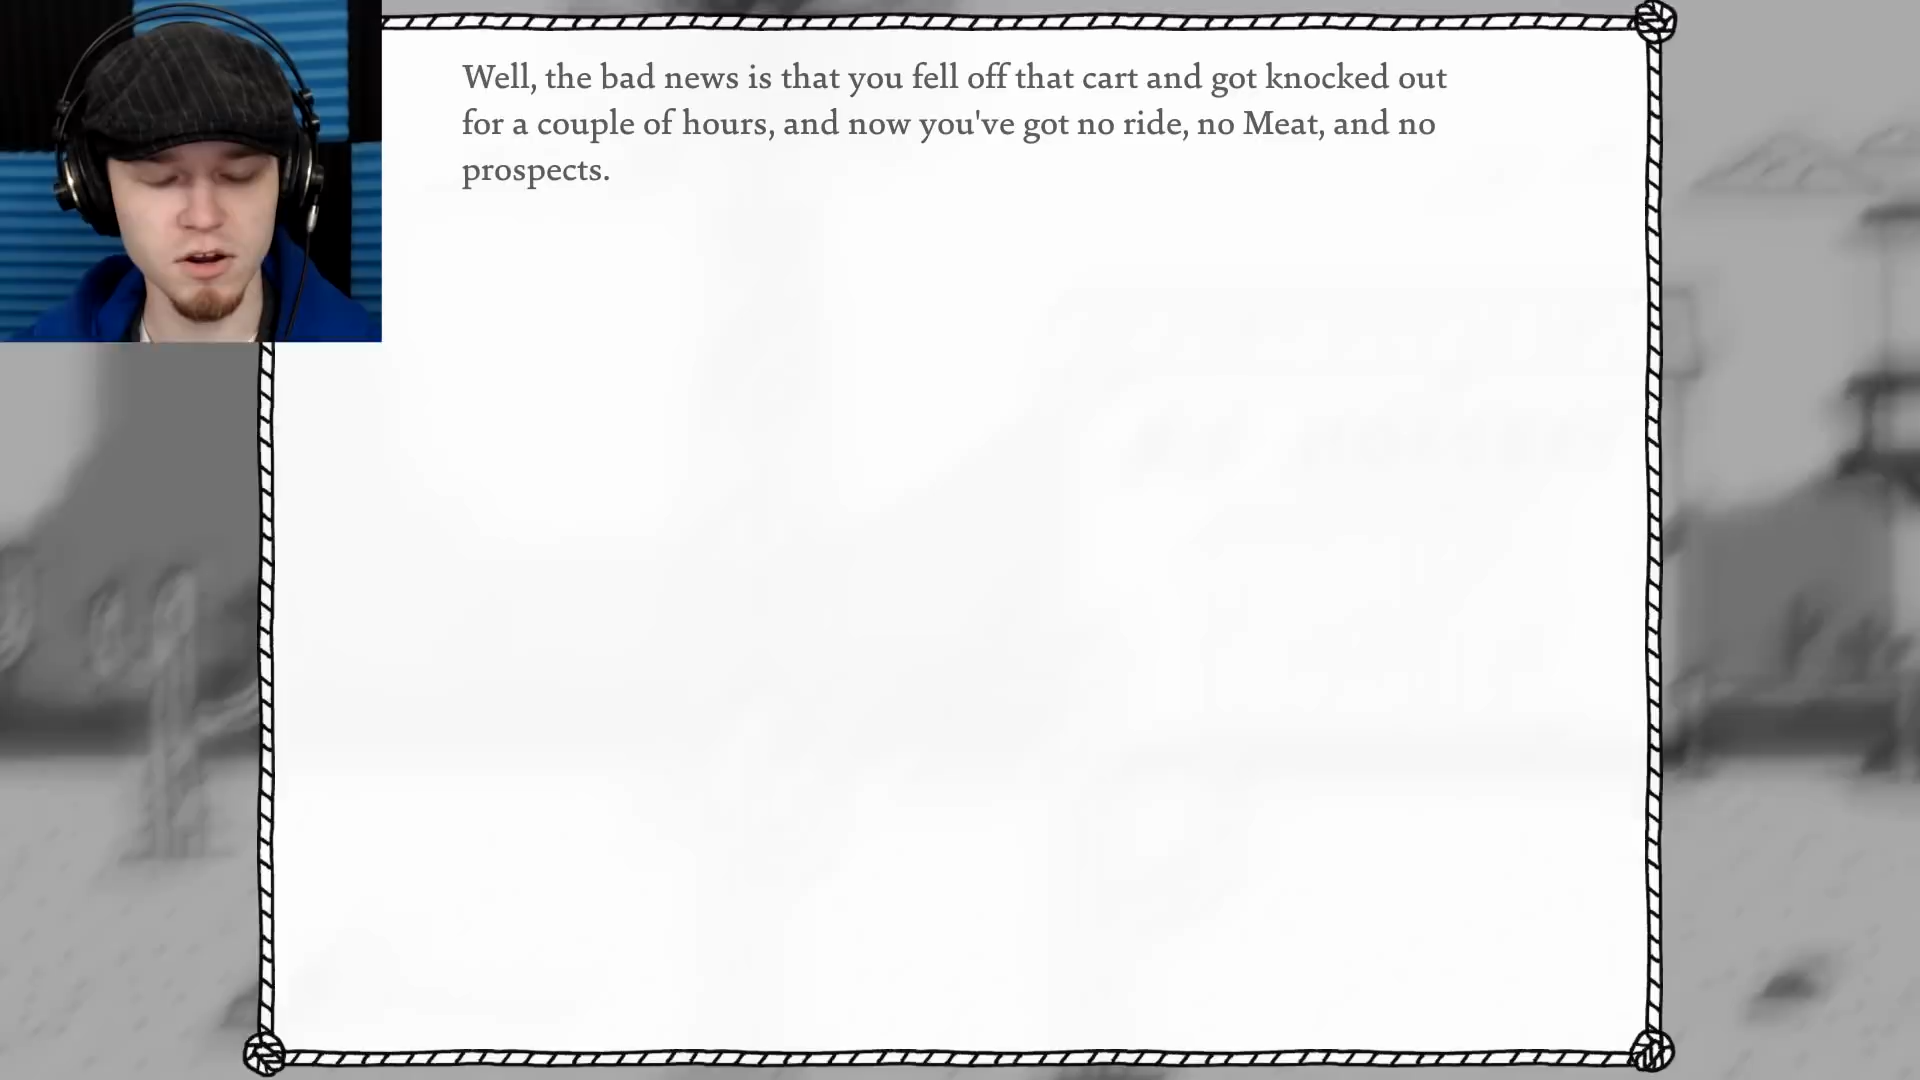 Well, the bad news is that you fell off that cart and got knocked out
for a couple of hours, and now you've got no ride, no Meat, and no
prospects.